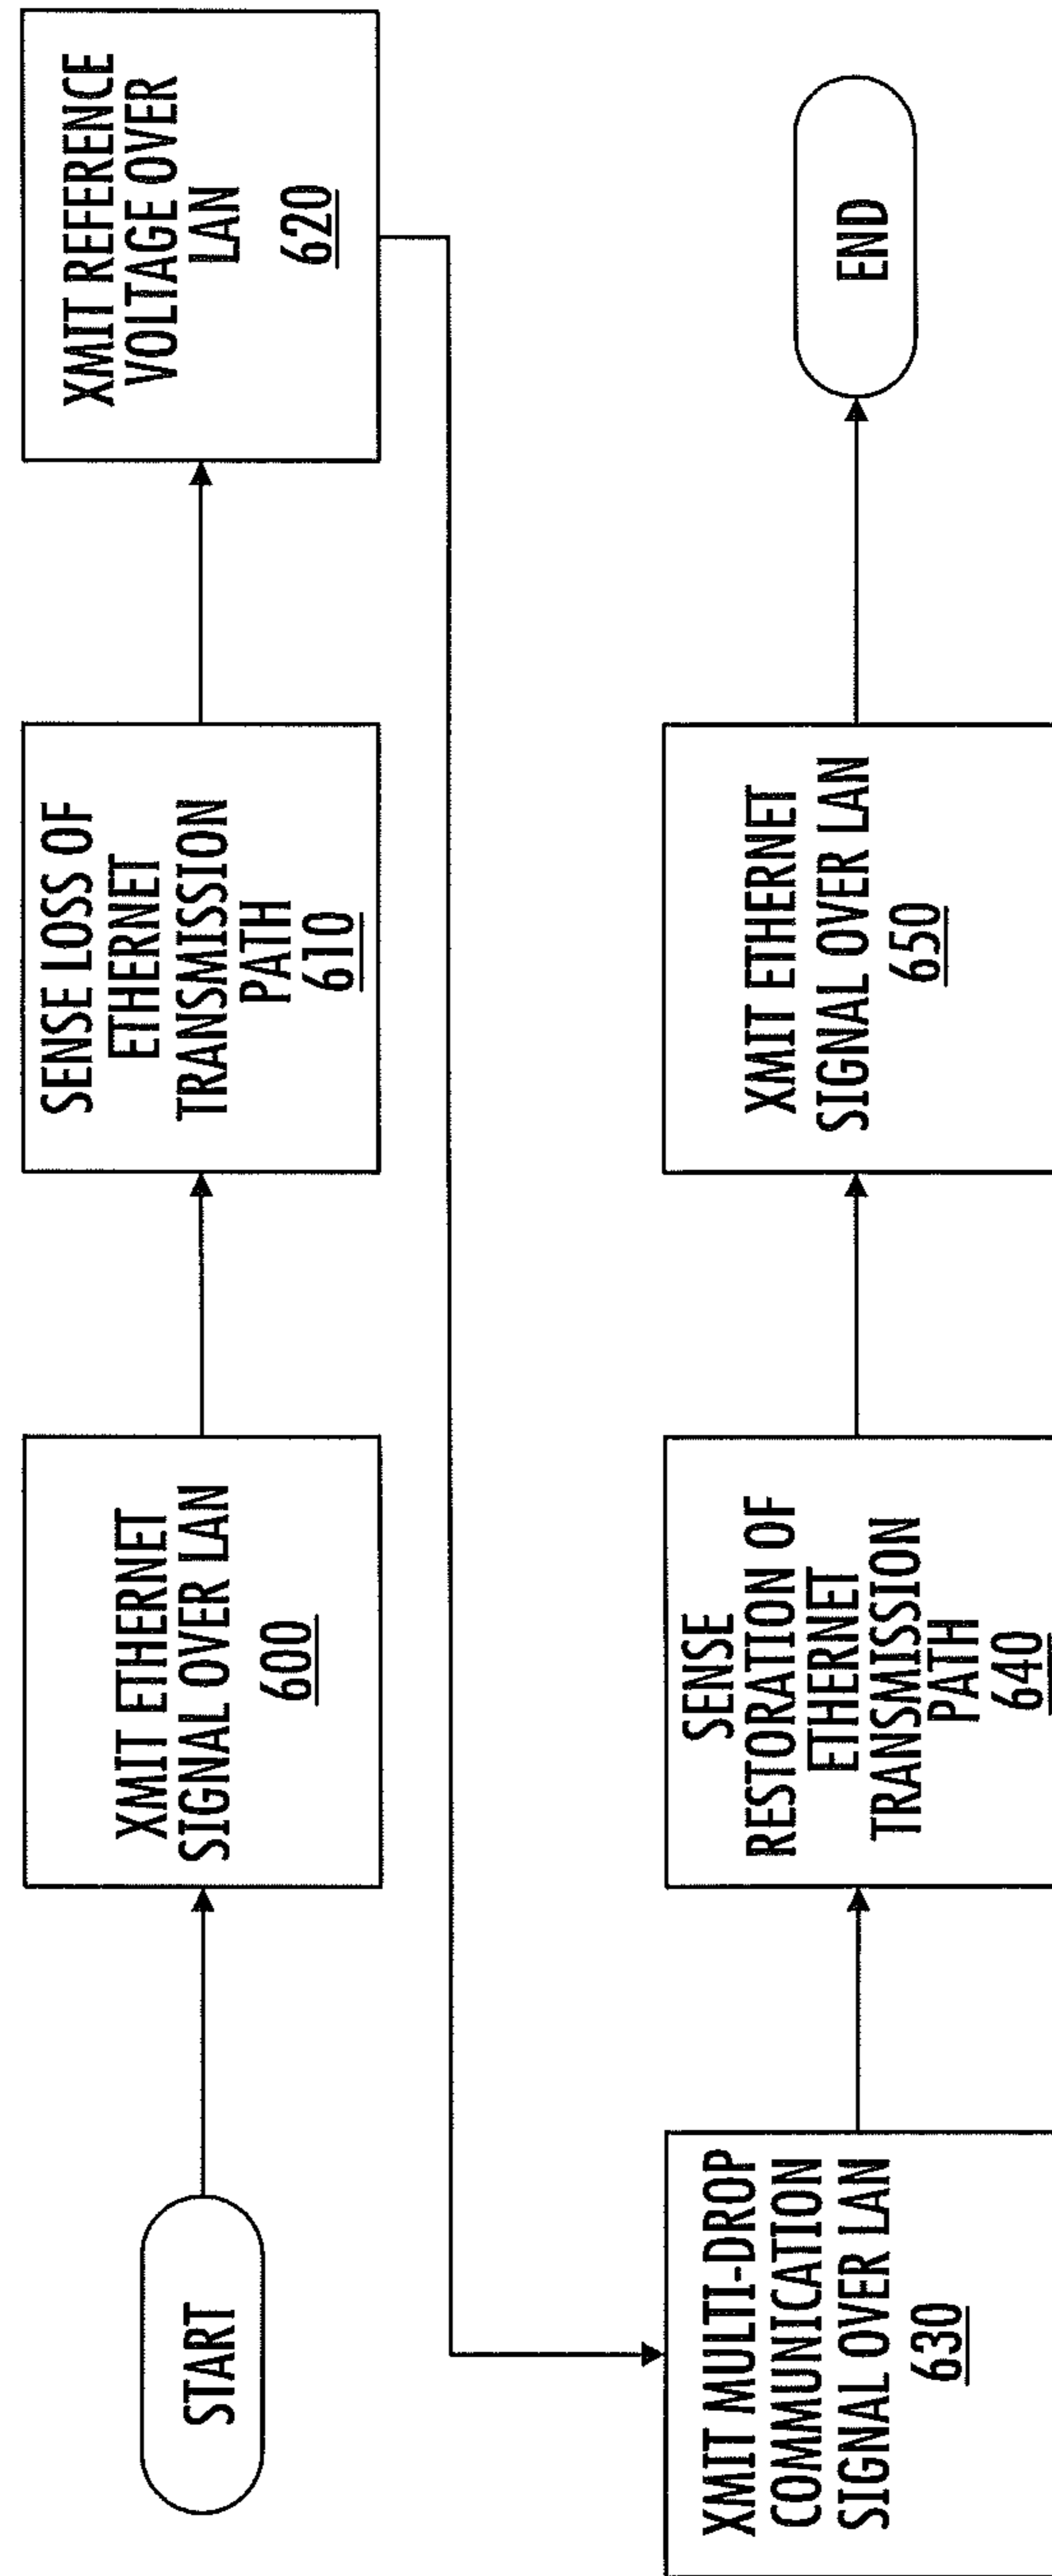 START
XMIT ETHERNET
SIGNAL OVER LAN
600
SENSE LOSS OF
ETHERNET
TRANSMISSION
PATH
610
XMIT REFERENCE
VOLTAGE OVER
LAN
620
XMIT MULTI-DROP
COMMUNICATION
SIGNAL OVER LAN
630
SENSE
RESTORATION OF
ETHERNET
TRANSMISSION
PATH
640
XMIT ETHERNET
SIGNAL OVER LAN
650
END